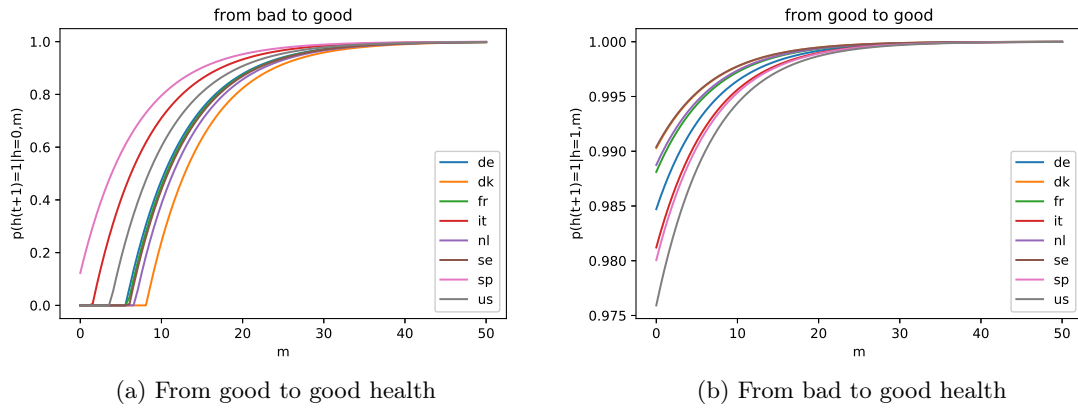 from bad to good
p(h(t+1)=1|h=0,m)
1.0
0.8
0.6
0.4
0.2
0.0
0
10
20
30
40
50
m
de
dk
fr
it
nl
se
sp
us
(a) From good to good health
from good to good
p(h(t+1)=1|h=1,m)
1.000
0.995
0.990
0.985
0.980
0.975
0
10
20
30
40
50
m
de
dk
fr
it
nl
se
sp
us
(b) From bad to good health